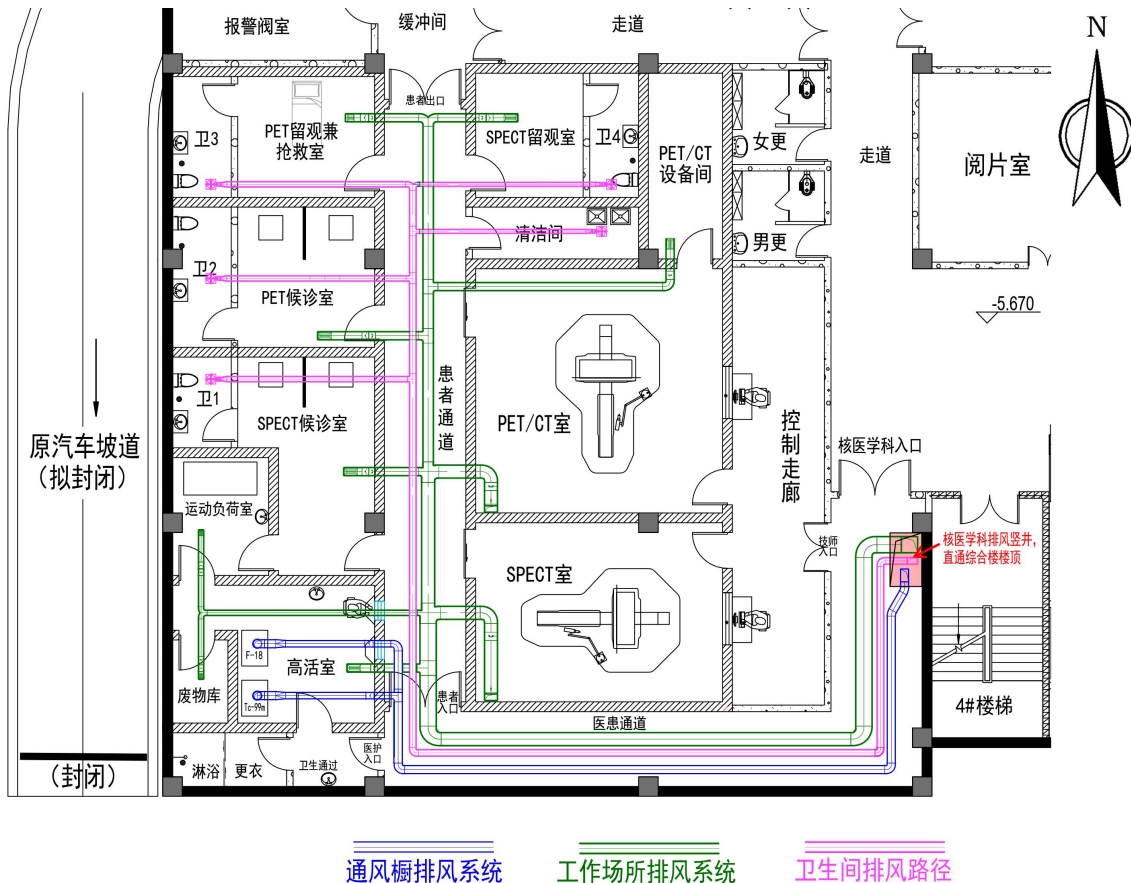 报警阀室
缓冲间
走道
N
患者出口
卫3
PET留观兼
抢救室
SPECT留观室
卫4
PET/CT
设备间
女更
走道
阅片室
清洁间
男更
卫2
PET候诊室
-5.670
患者通道
卫1
SPECT候诊室
PET/CT室
控制走廊
核医学科入口
原汽车坡道
(拟封闭)
运动负荷室
技师
入口
核医学科排风竖井,
直通综合楼楼顶
SPECT室
F-18
高活室
废物库
Tc-99m
患者
入口
医患通道
4#楼梯
(封闭)
淋浴
更衣
卫生通过
医护
入口
通风橱排风系统
工作场所排风系统
卫生间排风路径